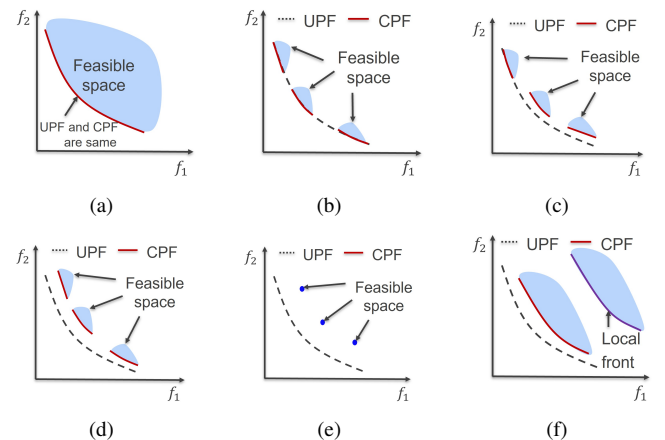 f₂
Feasible
space
UPF and CPF
are same
f₁
(a)
UPF CPF
f₂
Feasible
space
f₁
(b)
UPF CPF
f₂
Feasible
space
f₁
(c)
UPF CPF
f₂
Feasible
space
f₁
(d)
UPF CPF
f₂
Feasible
space
f₁
(e)
UPF CPF
f₂
Local
front
f₁
(f)